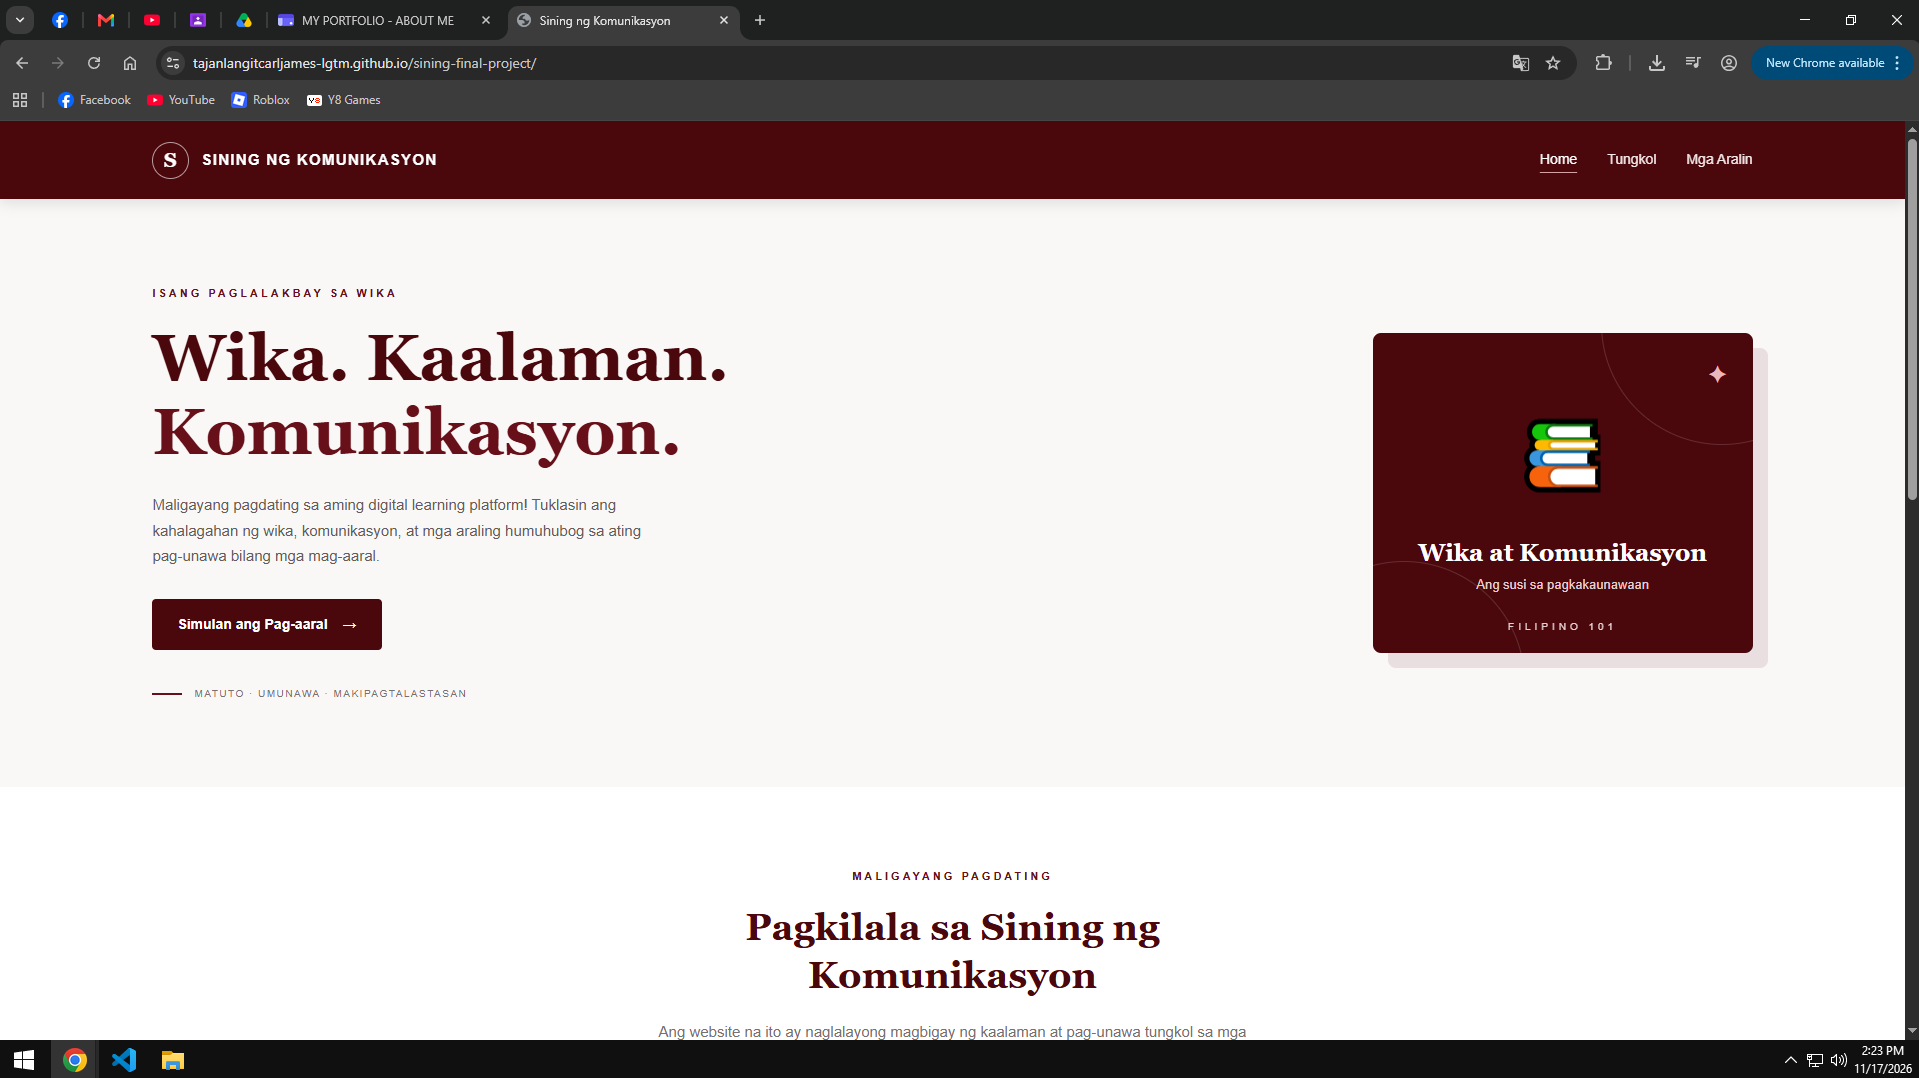 MY PORTFOLIO - ABOUT ME
Sining ng Komunikasyon
tajanlangitcarljames-lgtm.github.io/sining-final-project/
New Chrome available
Facebook
YouTube
Roblox
Y8 Games
S
SINING NG KOMUNIKASYON
Home
Tungkol
Mga Aralin
ISANG PAGLALAKBAY SA WIKA
Wika. Kaalaman.
Komunikasyon.
Maligayang pagdating sa aming digital learning platform! Tuklasin ang
kahalagahan ng wika, komunikasyon, at mga araling humuhubog sa ating
pag-unawa bilang mga mag-aaral.
Simulan ang Pag-aaral →
MATUTO · UMUNAWA · MAKIPAGTALASTASAN
Wika at Komunikasyon
Ang susi sa pagkakaunawaan
FILIPINO 101
MALIGAYANG PAGDATING
Pagkilala sa Sining ng
Komunikasyon
Ang website na ito ay naglalayong magbigay ng kaalaman at pag-unawa tungkol sa mga
2:23 PM
11/17/2026